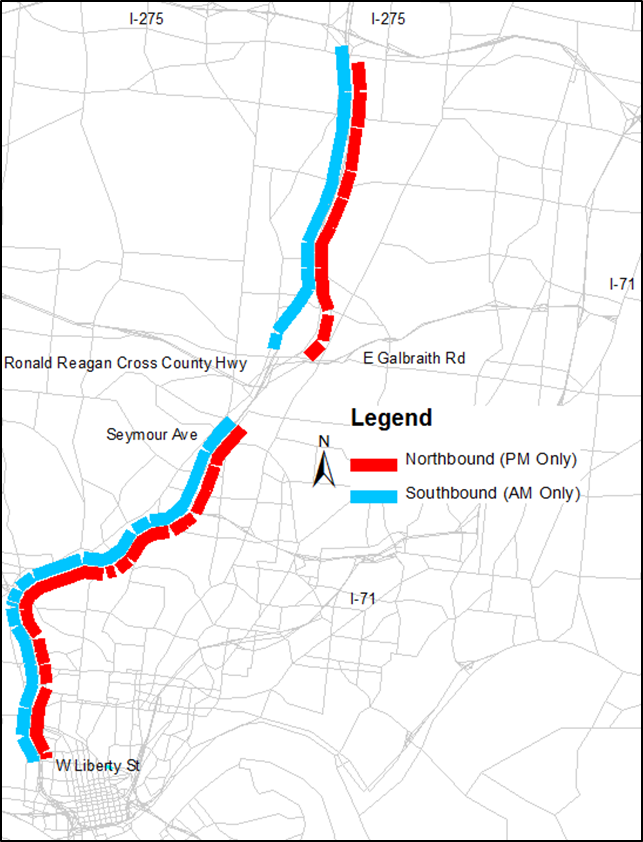 I-275
I-275
I-71
Ronald Reagan Cross County Hwy
E Galbraith Rd
Seymour Ave
Legend
N
Northbound (PM Only)
Southbound (AM Only)
I-71
W Liberty St